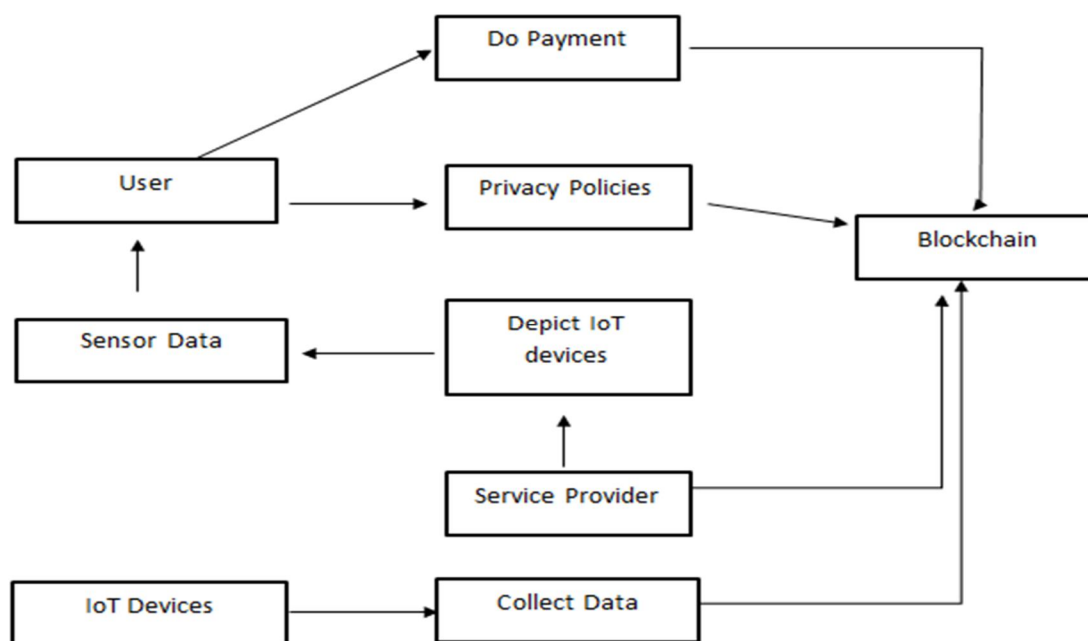 Do Payment
User
Privacy Policies
Blockchain
Sensor Data
Depict IoT
devices
Service Provider
IoT Devices
Collect Data